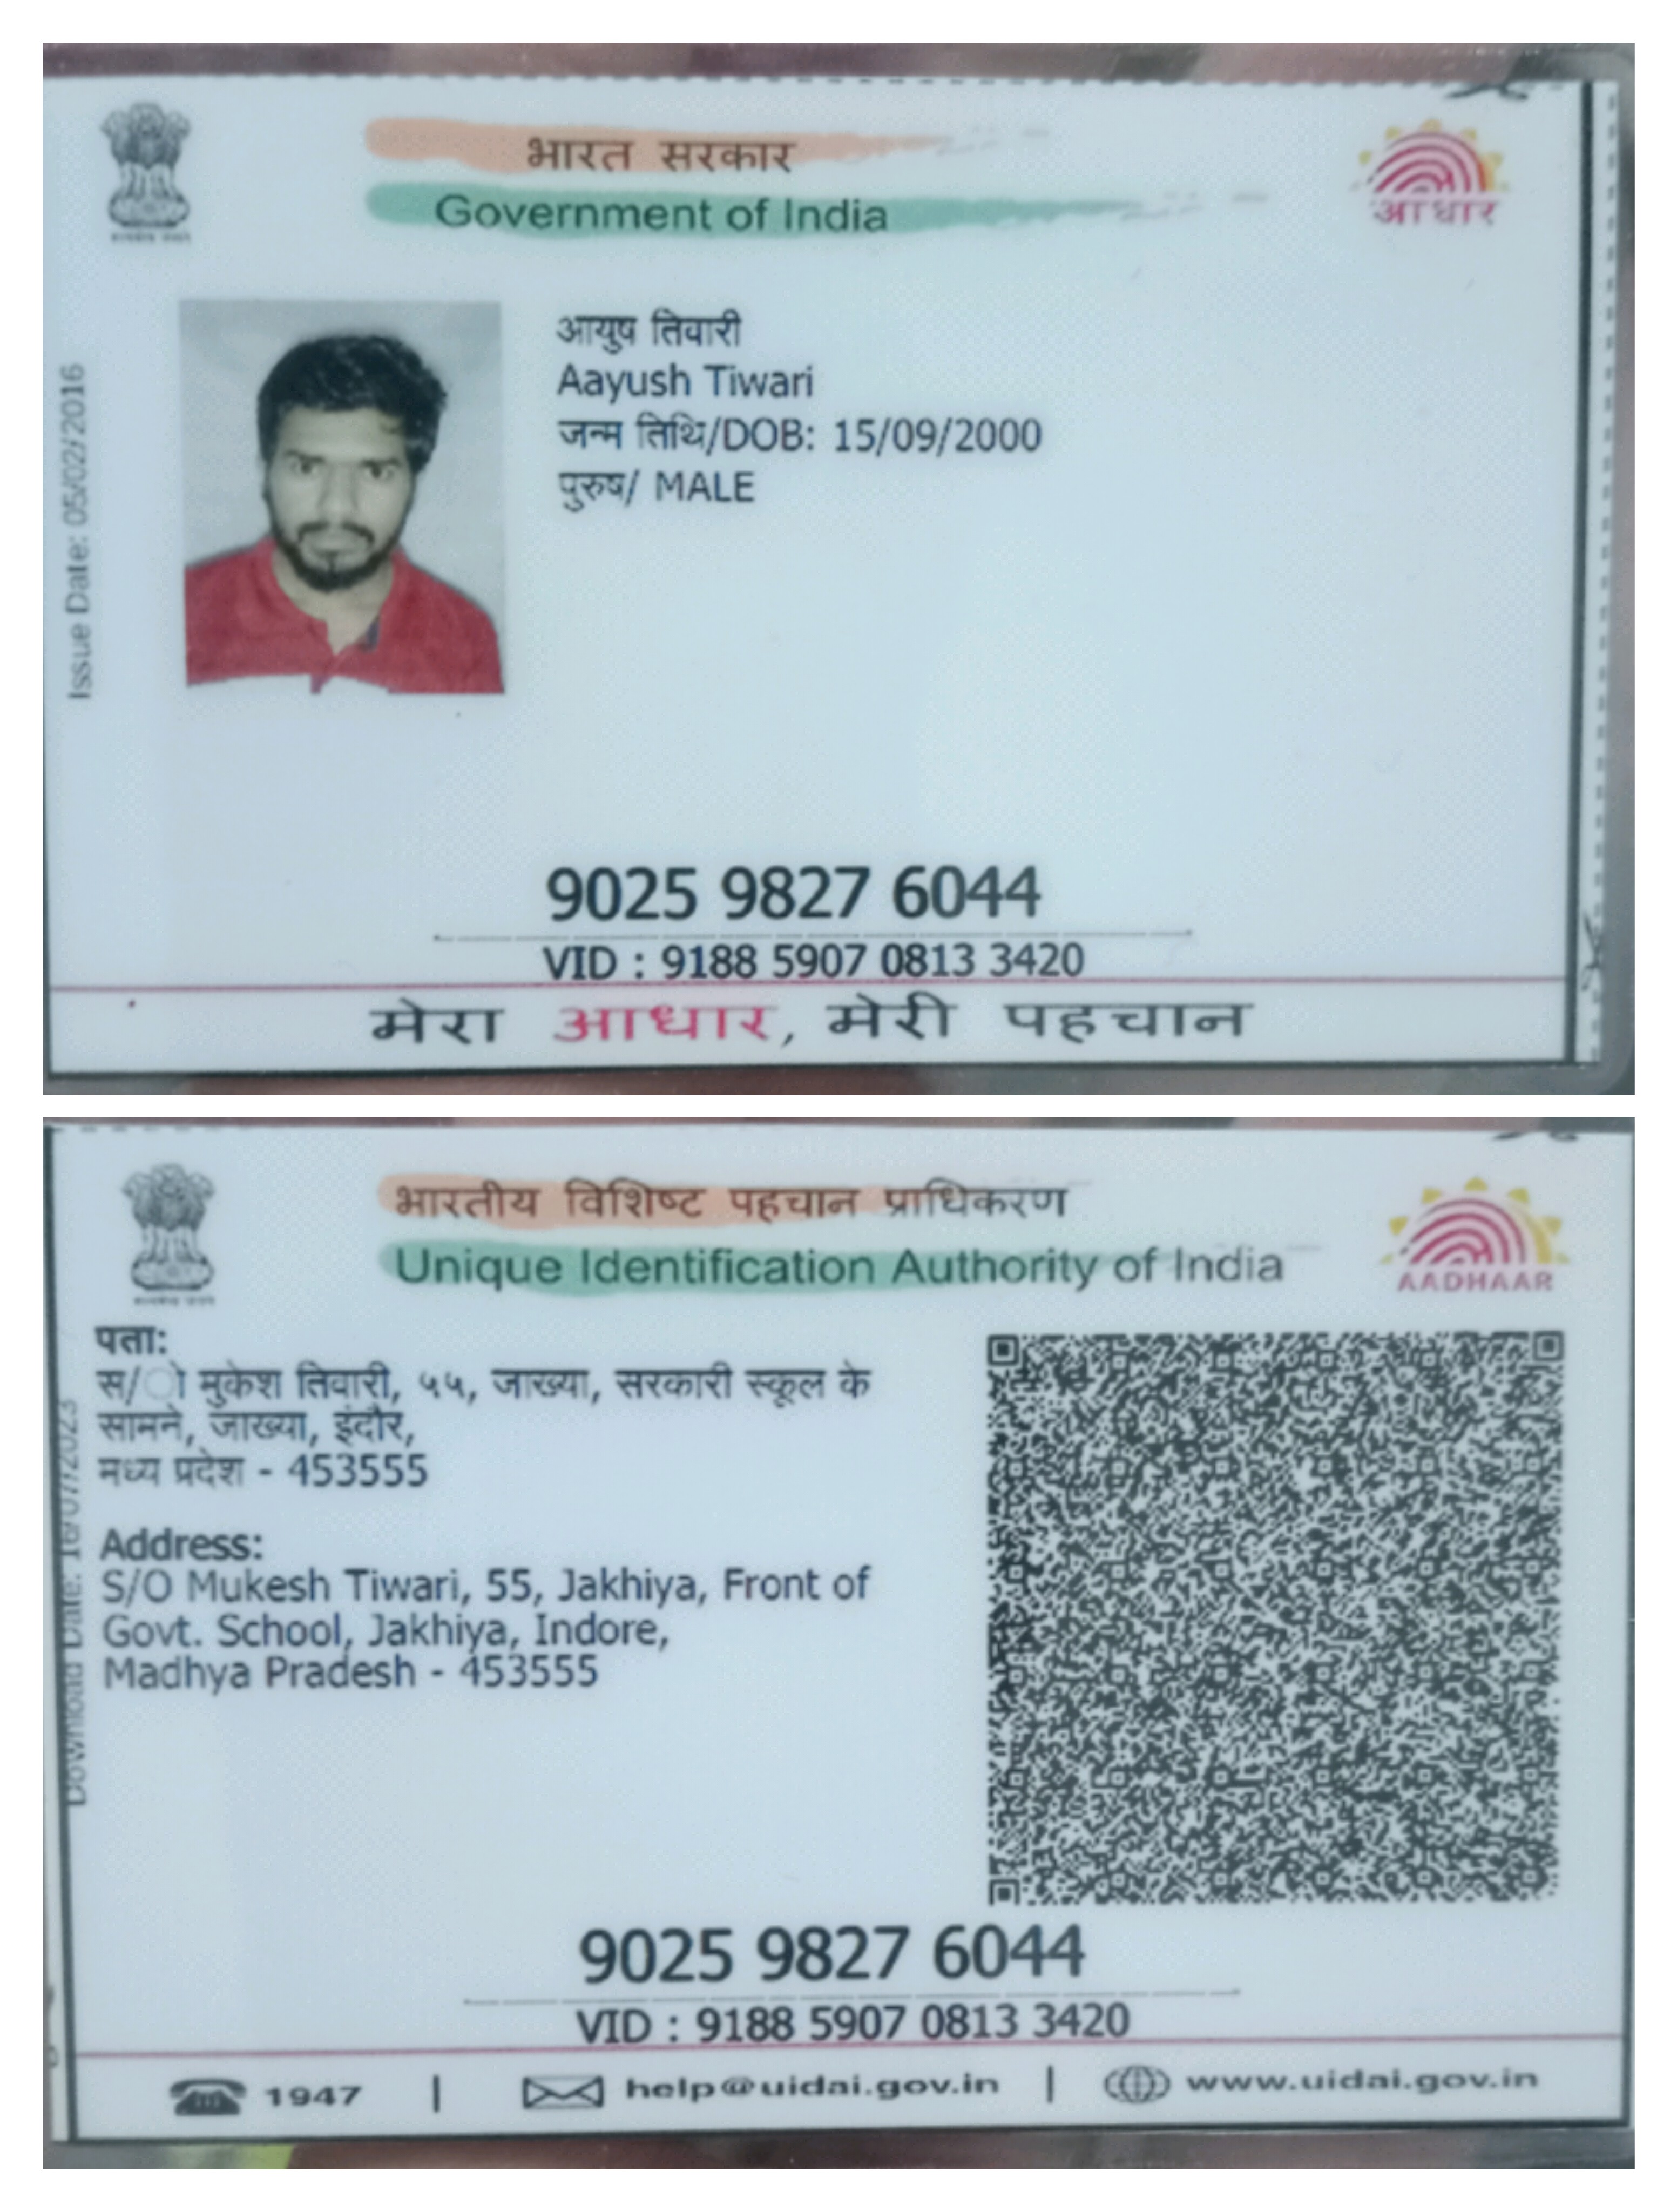 भारत सरकार
Government of India
आधार
Issue Date: 05/02/2016
आयुष तिवारी
Aayush Tiwari
जन्म तिथि/DOB: 15/09/2000
पुरुष/ MALE
9025 9827 6044
VID : 9188 5907 0813 3420
मेरा आधार, मेरी पहचान
भारतीय विशिष्ट पहचान प्राधिकरण
Unique Identification Authority of India
AADHAAR
Download Date: 16/07/2023
पता:
स/ो मुकेश तिवारी, ५५, जाख्या, सरकारी स्कूल के
सामने, जाख्या, इंदौर,
मध्य प्रदेश - 453555
Address:
S/O Mukesh Tiwari, 55, Jakhiya, Front of
Govt. School, Jakhiya, Indore,
Madhya Pradesh - 453555
9025 9827 6044
VID : 9188 5907 0813 3420
1947 | help@uidai.gov.in | www.uidai.gov.in